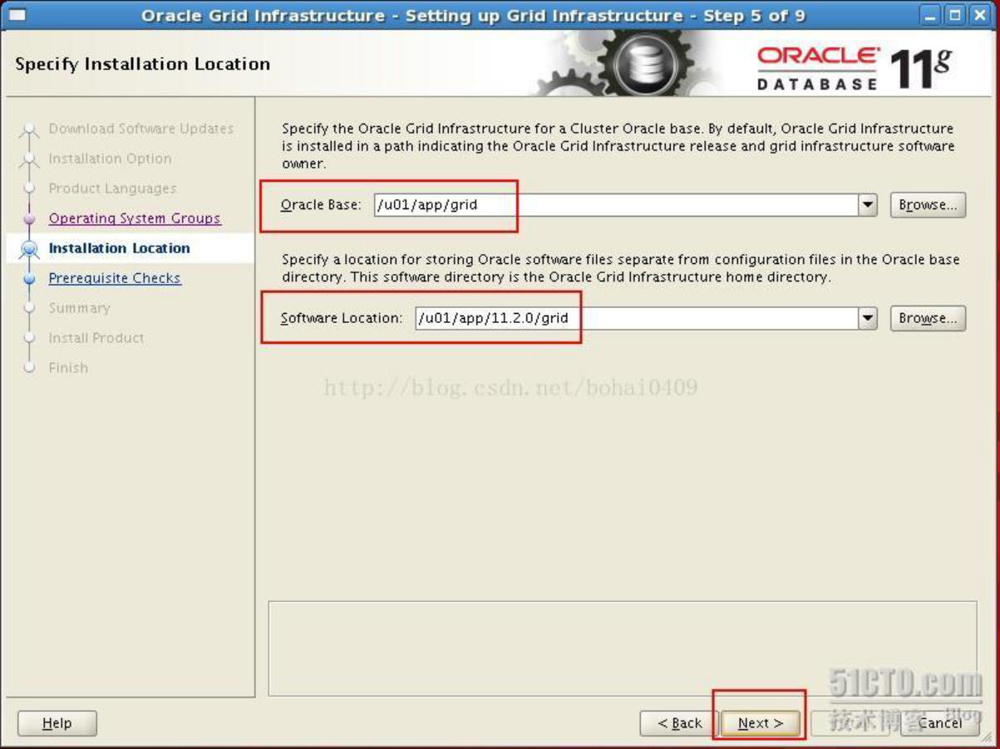 Oracle Grid Infrastructure - Setting up Grid Infrastructure - Step 5 of 9
Specify Installation Location
ORACLE
DATABASE 11g
Download Software Updates
Installation Option
Product Languages
Operating System Groups
Installation Location
Prerequisite Checks
Summary
Install Product
Finish
Specify the Oracle Grid Infrastructure for a Cluster Oracle base. By default, Oracle Grid Infrastructure
is installed in a path indicating the Oracle Grid Infrastructure release and grid infrastructure software
owner.
Oracle Base: /u01/app/grid Browse...
Specify a location for storing Oracle software files separate from configuration files in the Oracle base
directory. This software directory is the Oracle Grid Infrastructure home directory.
Software Location: /u01/app/11.2.0/grid Browse...
http://blog.csdn.net/bohai0409
51CTO.com
技术博客 Blog
Help < Back Next > Cancel